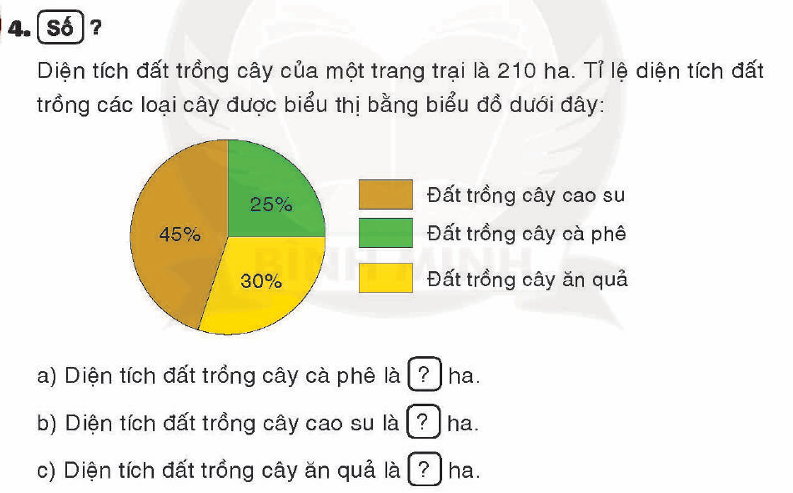 4. Số ?
Diện tích đất trồng cây của một trang trại là 210 ha. Tỉ lệ diện tích đất
trồng các loại cây được biểu thị bằng biểu đồ dưới đây:
25%
45%
30%
Đất trồng cây cao su
Đất trồng cây cà phê
Đất trồng cây ăn quả
BÌNH MINH
a) Diện tích đất trồng cây cà phê là ? ha.
b) Diện tích đất trồng cây cao su là ? ha.
c) Diện tích đất trồng cây ăn quả là ? ha.